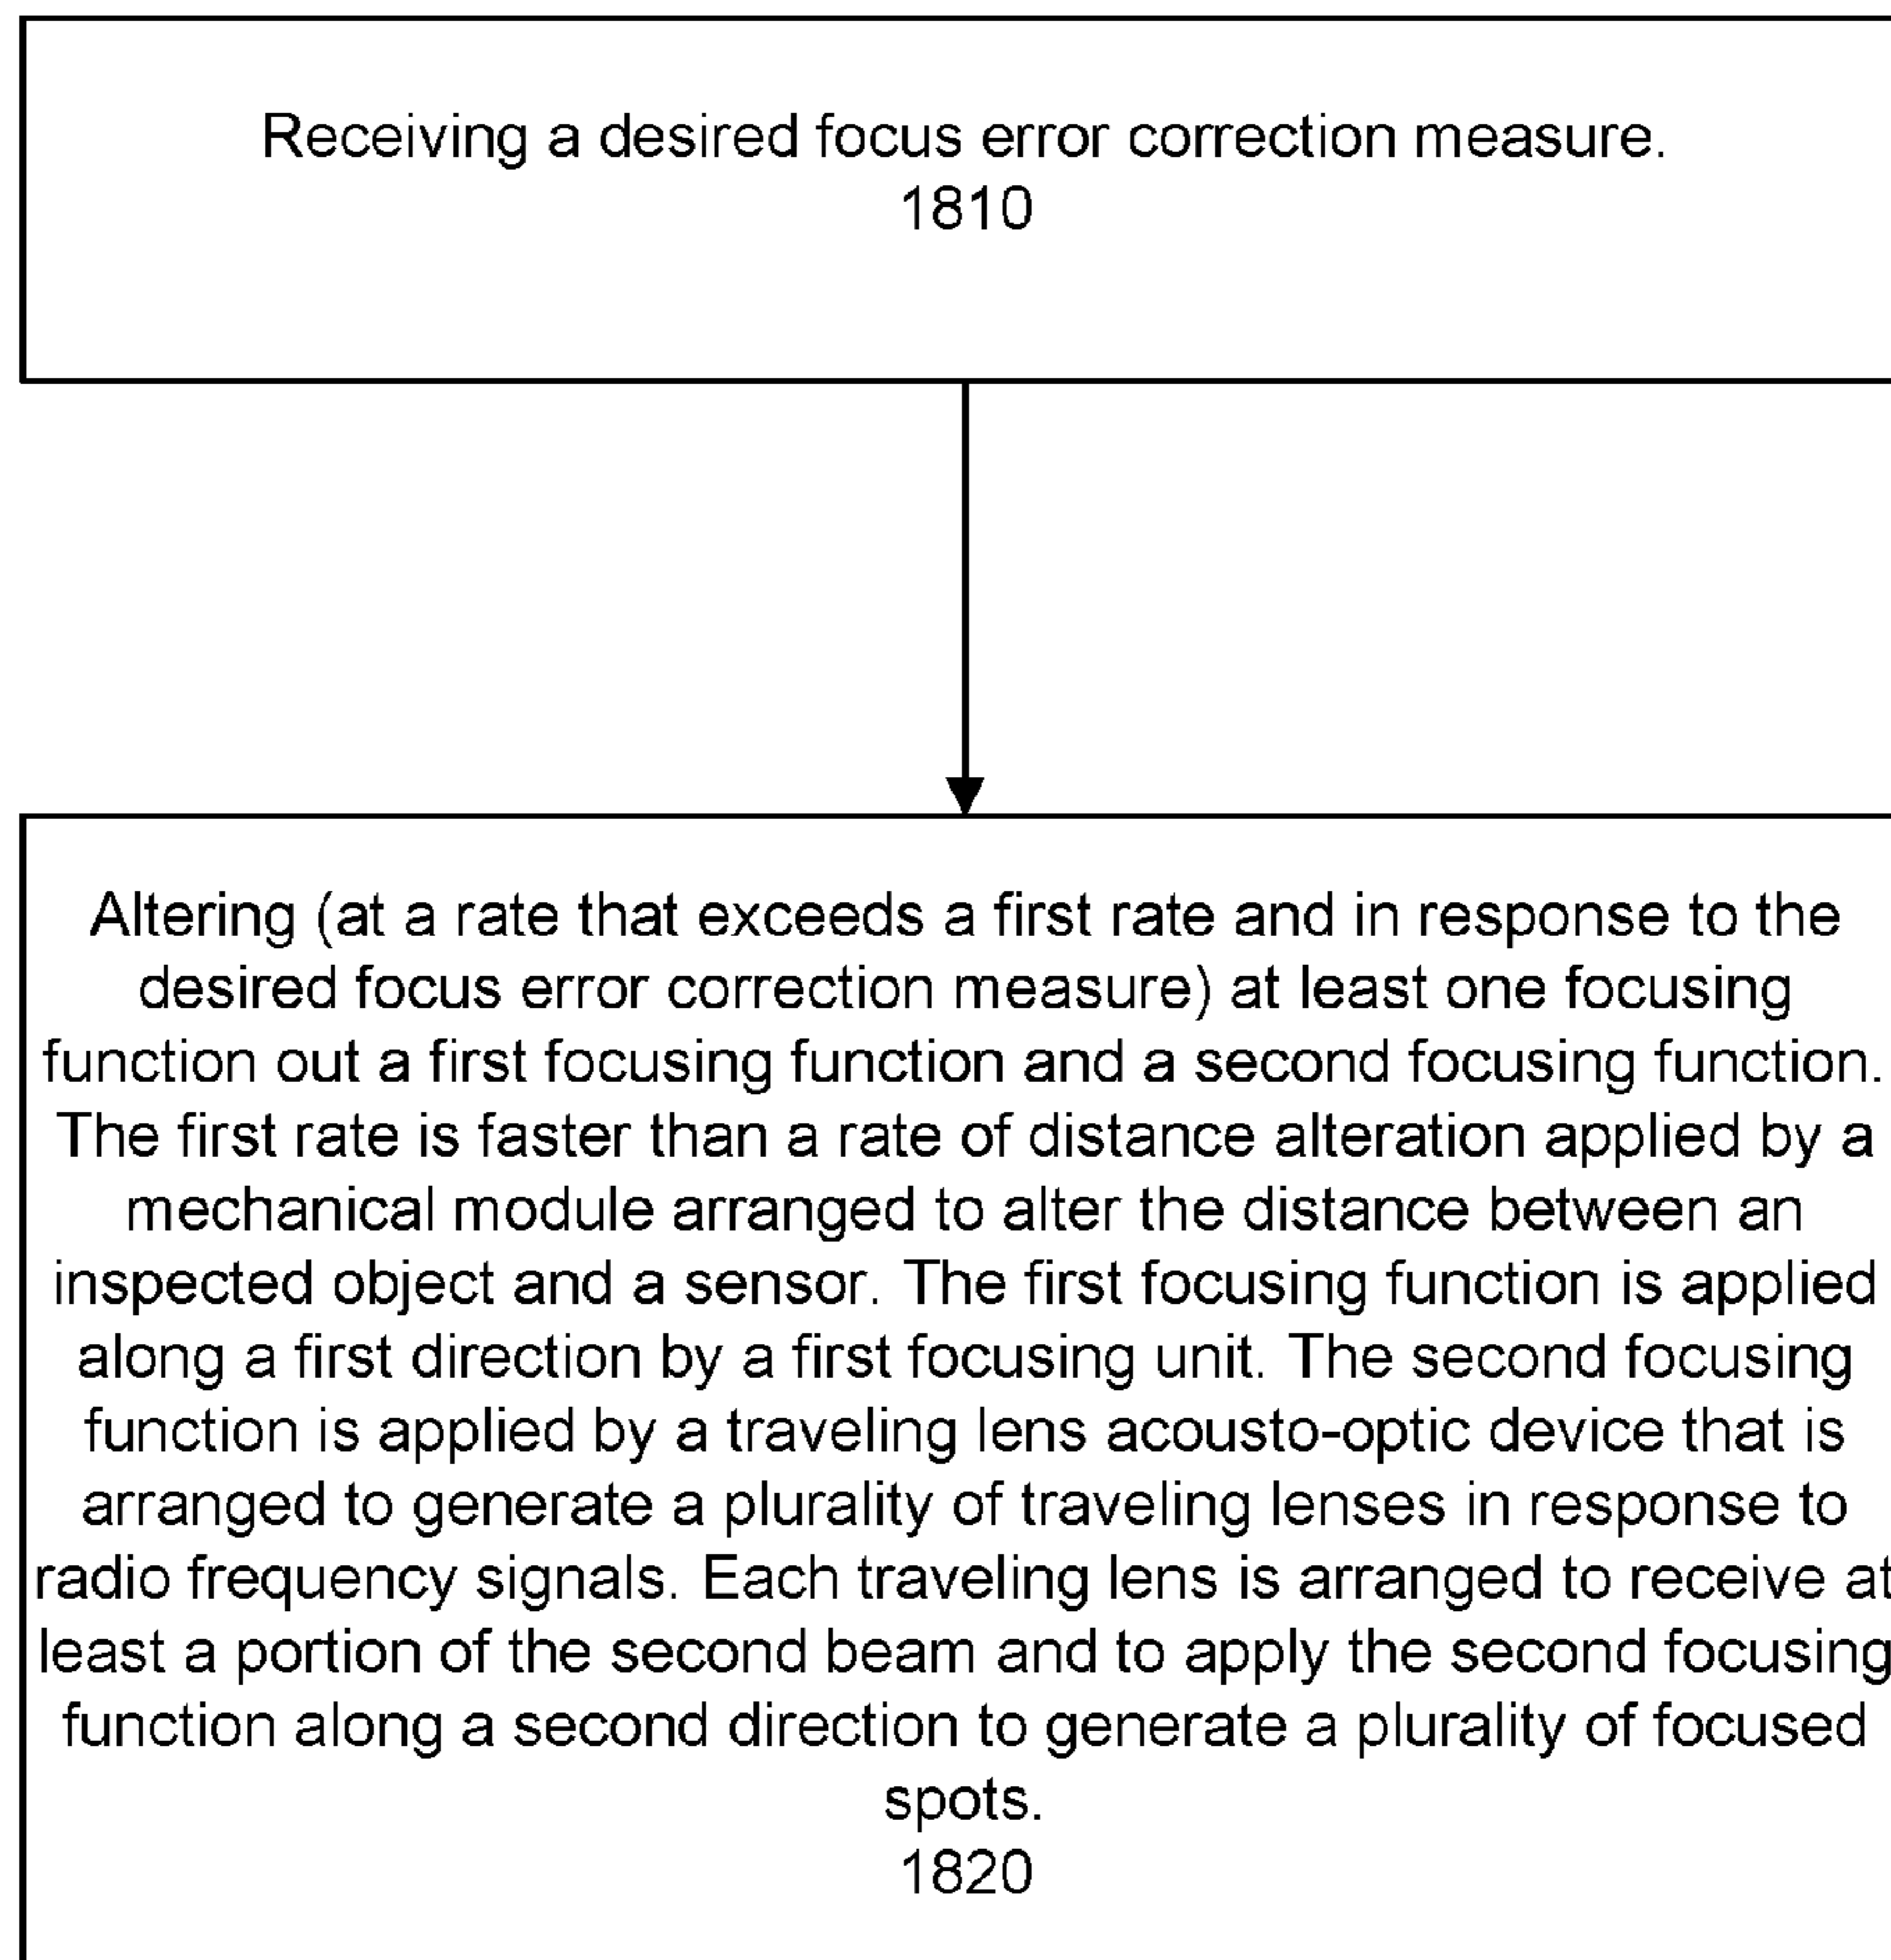 Receiving a desired focus error correction measure.
1810
Altering (at a rate that exceeds a first rate and in response to the
desired focus error correction measure) at least one focusing
function out a first focusing function and a second focusing function.
The first rate is faster than a rate of distance alteration applied by a
mechanical module arranged to alter the distance between an
inspected object and a sensor. The first focusing function is applied
along a first direction by a first focusing unit. The second focusing
function is applied by a traveling lens acousto-optic device that is
arranged to generate a plurality of traveling lenses in response to
radio frequency signals. Each traveling lens is arranged to receive at
least a portion of the second beam and to apply the second focusing
function along a second direction to generate a plurality of focused
spots.
1820